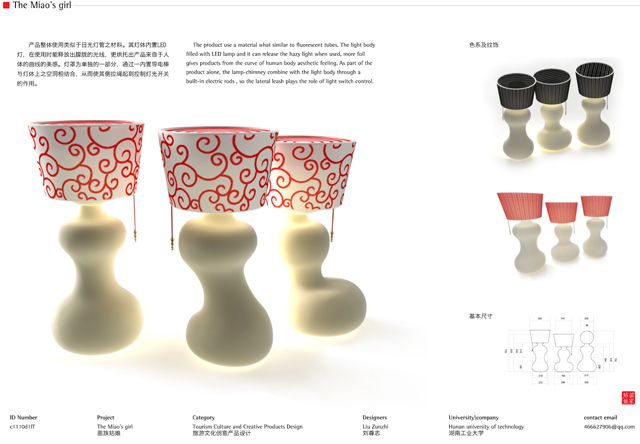 The Miao's girl
产品整体使用类似于日光灯管之材料。其灯体内置LED
灯，在使用时能释放出朦胧的光线，更烘托出产品来自于人
体的曲线的美感。灯罩为单独的一部分，通过一内置导电棒
与灯体上之空洞相结合，从而使其侧拉绳起到控制灯光开关
的作用。
The product use a material what similar to fluorescent tubes. The light body
filled with LED lamp and it can release the hazy light when used, more foil
gives products from the curve of human body aesthetic feeling. As part of the
product alone, the lamp-chimney combine with the light body through a
built-in electric rods , so the lateral leash plays the role of light switch control.
色系及纹饰
基本尺寸
ID Number
c1110d1ff
Project
The Miao's girl
苗族姑娘
Category
Tourism Culture and Creative Products Design
旅游文化创意产品设计
Designers
Liu Zunzhi
刘尊志
University\company
Hunan university of technology
湖南工业大学
contact email
466627906@qq.com